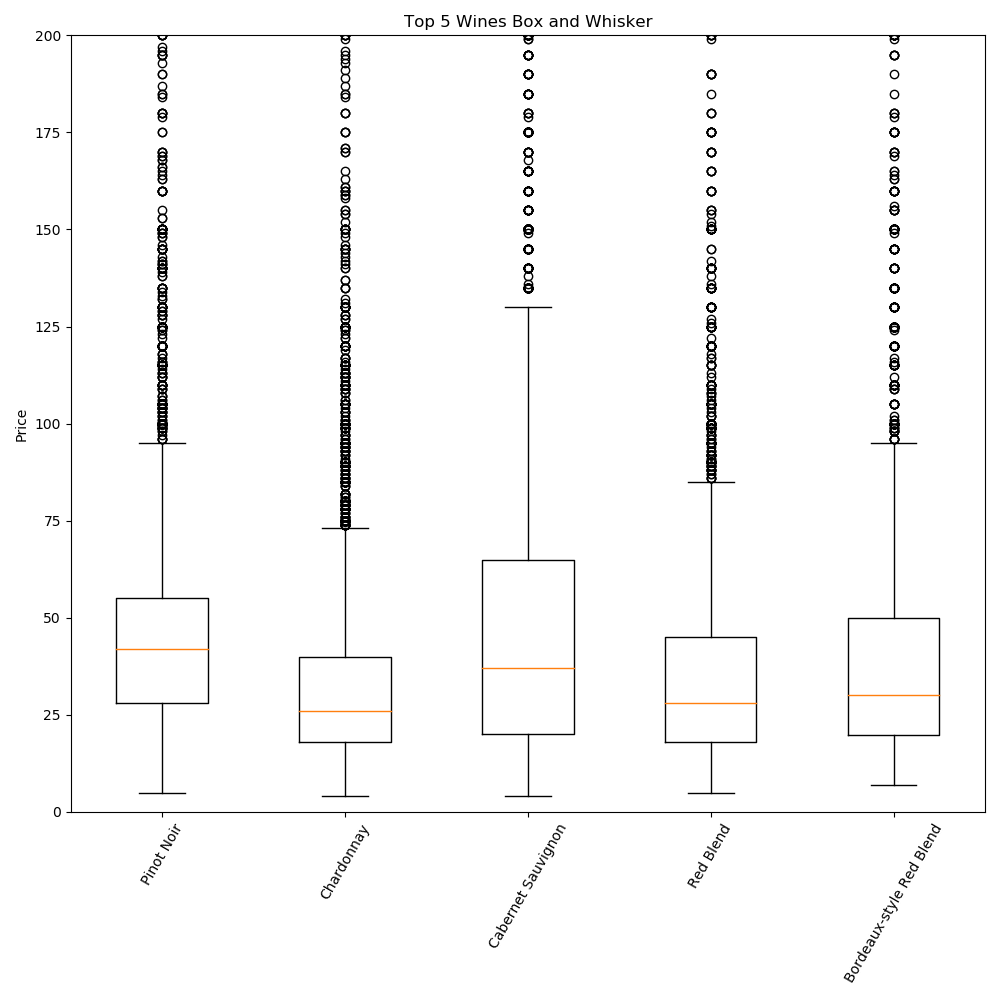 Top 5 Wines Box and Whisker
200
175
150
125
100
75
50
25
0
Price
Pinot Noir
Chardonnay
Cabernet Sauvignon
Red Blend
Bordeaux-style Red Blend